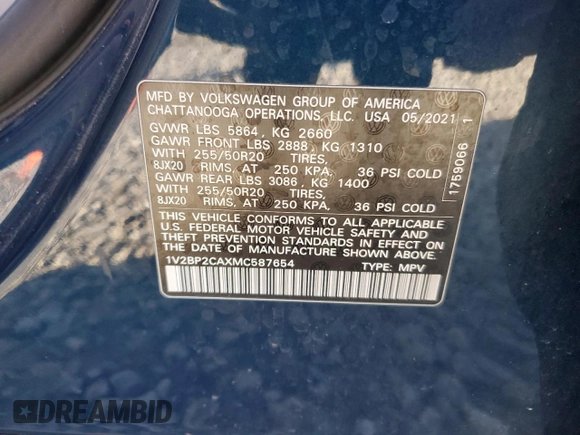 MFD BY VOLKSWAGEN GROUP OF AMERICA
CHATTANOOGA OPERATIONS, LLC. USA 05/2021
GVWR LBS 5864, KG 2660
GAWR FRONT LBS 2888, KG 1310
WITH 255/50R20 TIRES,
8JX20 RIMS, AT 250 KPA, 36 PSI COLD
GAWR REAR LBS 3086, KG 1400
WITH 255/50R20 TIRES,
8JX20 RIMS, AT 250 KPA, 36 PSI COLD
THIS VEHICLE CONFORMS TO ALL APPLICABLE
U.S. FEDERAL MOTOR VEHICLE SAFETY AND
THEFT PREVENTION STANDARDS IN EFFECT ON
THE DATE OF MANUFACTURE SHOWN ABOVE.
1V2BP2CAXMC587654 TYPE: MPV
1759066 1
DREAMBID